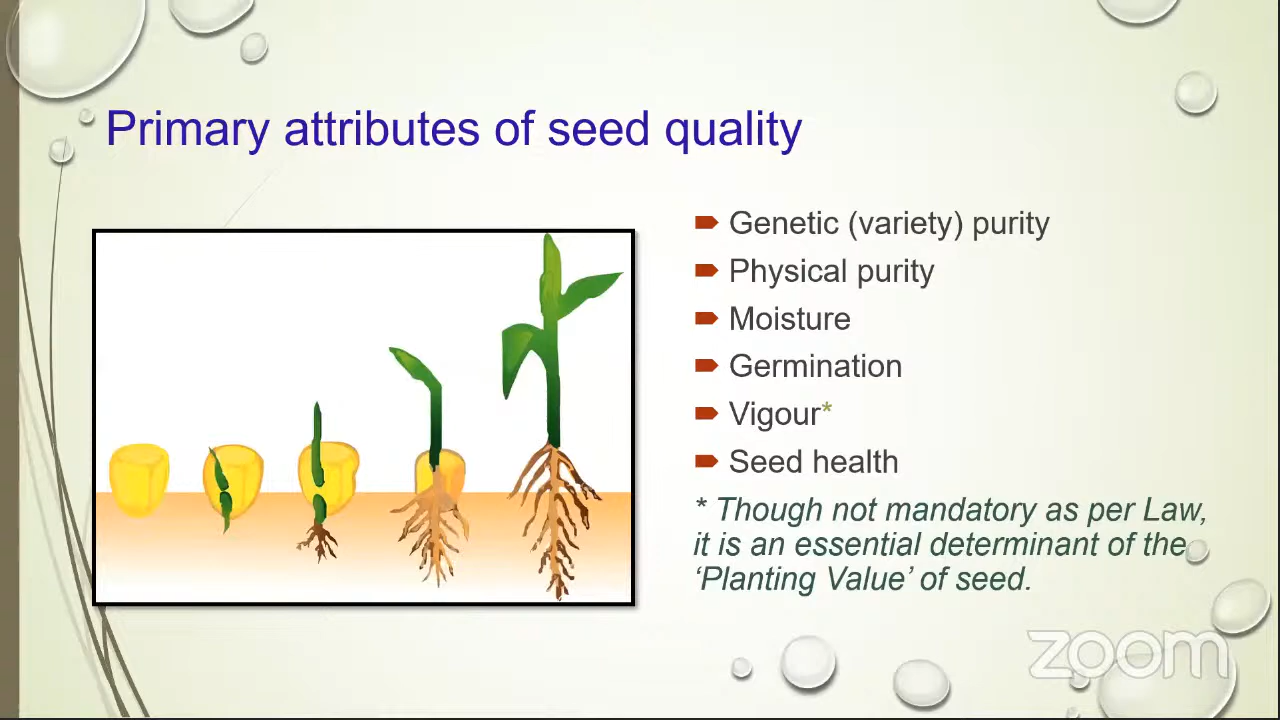 Primary attributes of seed quality
Genetic (variety) purity
Physical purity
Moisture
Germination
Vigour*
Seed health
* Though not mandatory as per Law,
it is an essential determinant of the
‘Planting Value’ of seed.
zoom